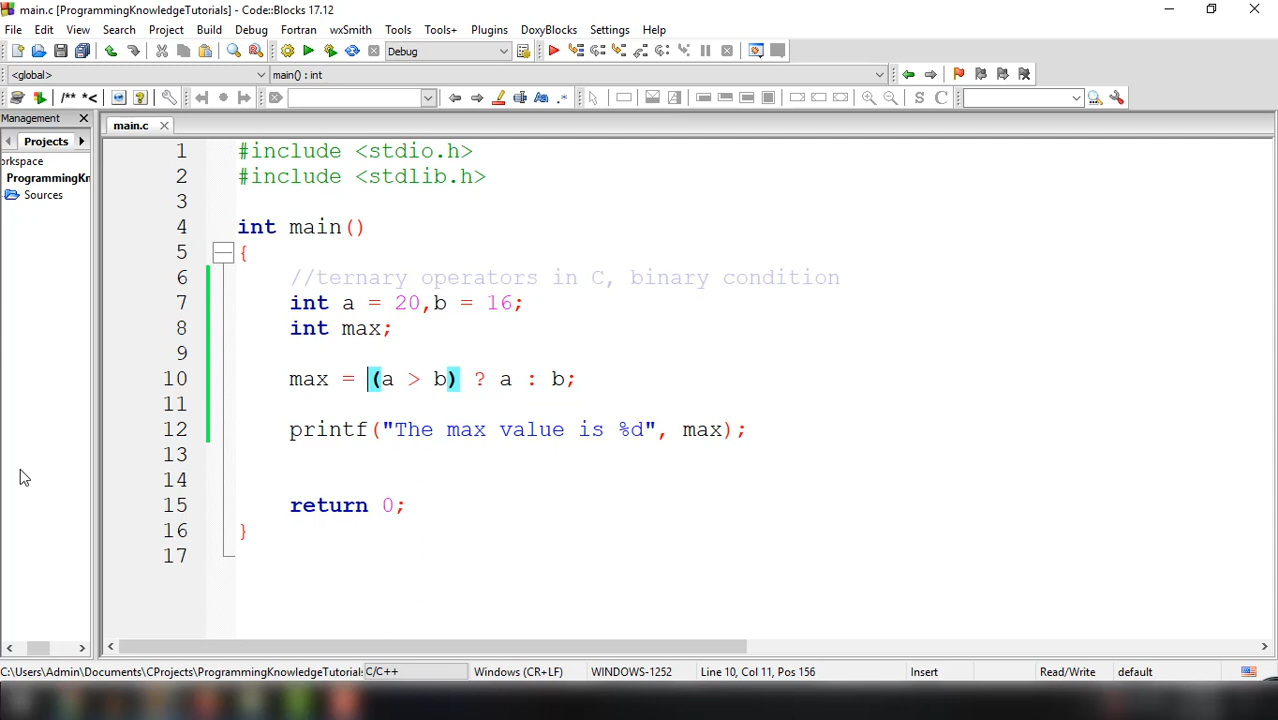 main.c [ProgrammingKnowledgeTutorials] - Code::Blocks 17.12
File Edit View Search Project Build Debug Fortran wxSmith Tools Tools+ Plugins DoxyBlocks Settings Help
Debug
<global> main() : int
/** *<
S C
Management
Projects
main.c
orkspace
ProgrammingKn
Sources
1 #include <stdio.h>
2 #include <stdlib.h>
3
4 int main()
5 {
6 //ternary operators in C, binary condition
7 int a = 20,b = 16;
8 int max;
9
10 max = (a > b) ? a : b;
11
12 printf("The max value is %d", max);
13
14
15 return 0;
16 }
17
C:\Users\Admin\Documents\CProjects\ProgrammingKnowledgeTutorials C/C++ Windows (CR+LF) WINDOWS-1252 Line 10, Col 11, Pos 156 Insert Read/Write default